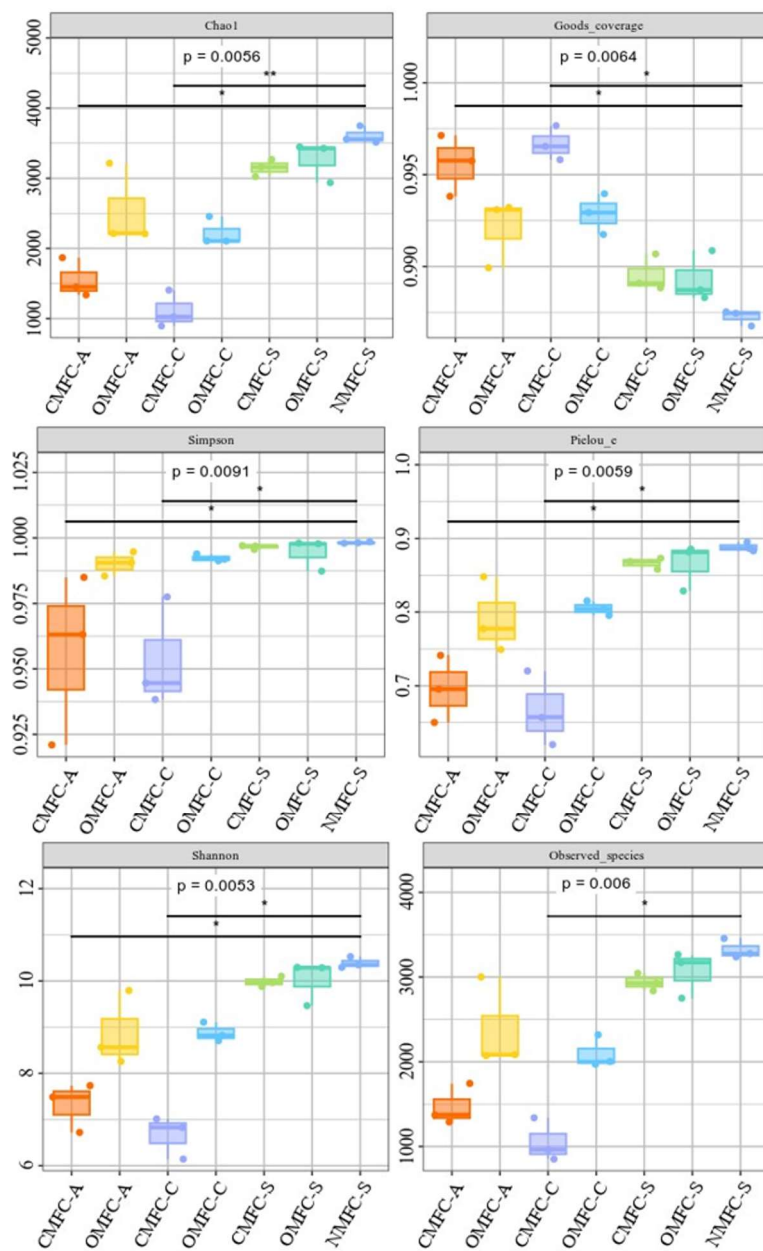 Chao1
5000
4000
3000
2000
1000
p = 0.0056
**
*
CMFC-A
OMFC-A
CMFC-C
OMFC-C
CMFC-S
OMFC-S
NMFC-S
Goods_coverage
1.000
0.995
0.990
p = 0.0064
*
*
CMFC-A
OMFC-A
CMFC-C
OMFC-C
CMFC-S
OMFC-S
NMFC-S
Simpson
1.025
1.000
0.975
0.950
0.925
p = 0.0091
*
*
CMFC-A
OMFC-A
CMFC-C
OMFC-C
CMFC-S
OMFC-S
NMFC-S
Pielou_e
1.0
0.9
0.8
0.7
p = 0.0059
*
*
CMFC-A
OMFC-A
CMFC-C
OMFC-C
CMFC-S
OMFC-S
NMFC-S
Shannon
12
10
8
6
p = 0.0053
*
*
CMFC-A
OMFC-A
CMFC-C
OMFC-C
CMFC-S
OMFC-S
NMFC-S
Observed_species
4000
3000
2000
1000
p = 0.006
*
CMFC-A
OMFC-A
CMFC-C
OMFC-C
CMFC-S
OMFC-S
NMFC-S